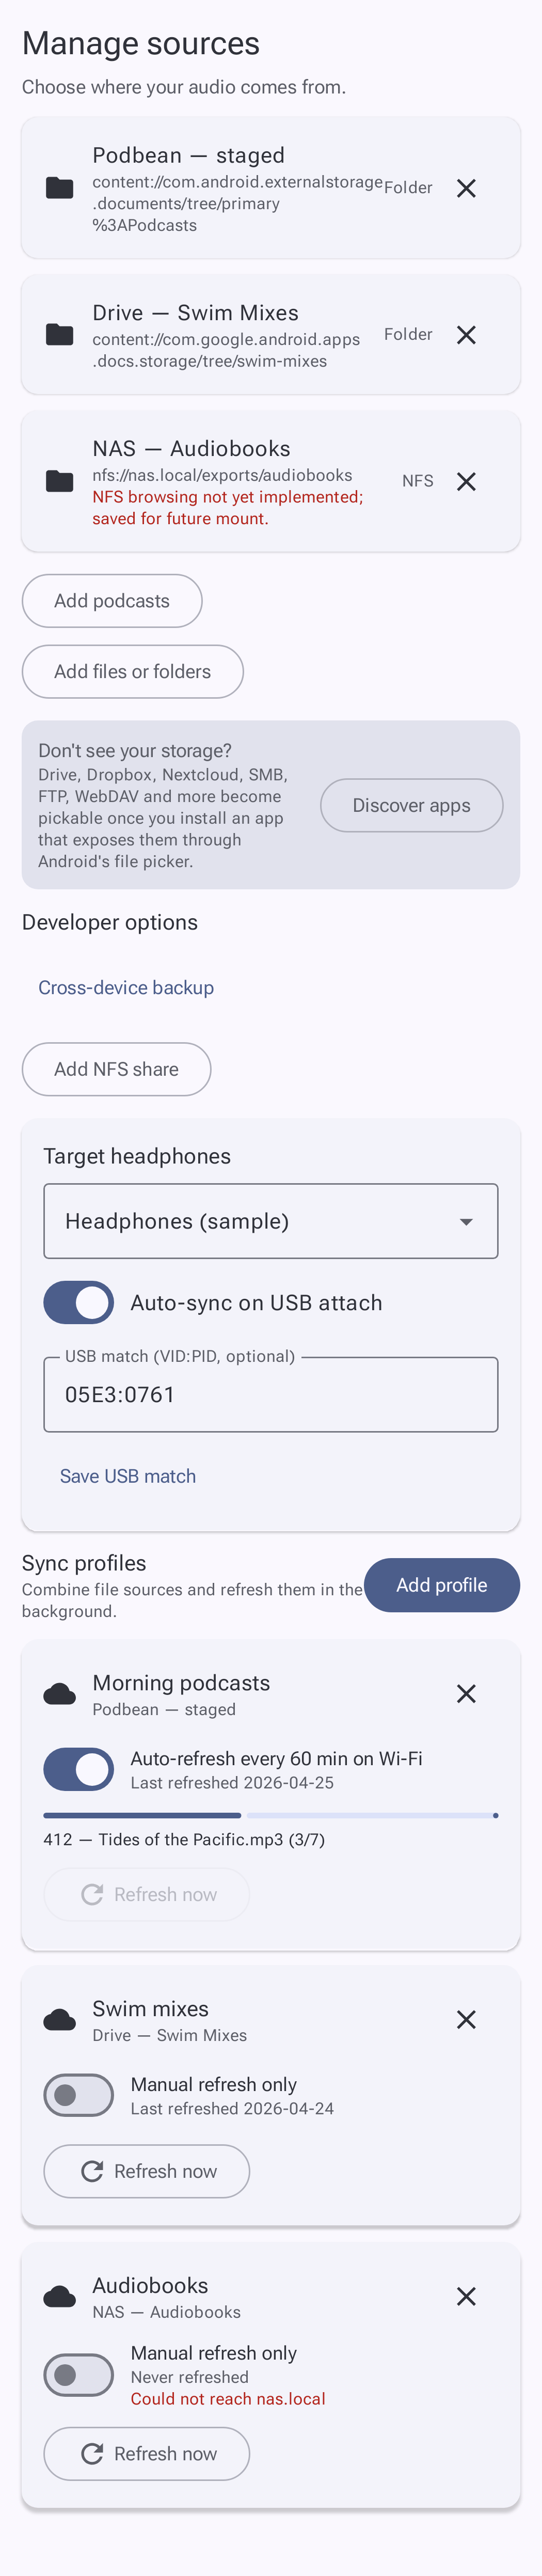 Manage sources
Choose where your audio comes from.
Podbean — staged
content://com.android.externalstorage
.documents/tree/primary
%3APodcasts
Folder
Drive — Swim Mixes
content://com.google.android.apps
.docs.storage/tree/swim-mixes
Folder
NAS — Audiobooks
nfs://nas.local/exports/audiobooks
NFS browsing not yet implemented;
saved for future mount.
NFS
Add podcasts
Add files or folders
Don't see your storage?
Drive, Dropbox, Nextcloud, SMB,
FTP, WebDAV and more become
pickable once you install an app
that exposes them through
Android's file picker.
Discover apps
Developer options
Cross-device backup
Add NFS share
Target headphones
Headphones (sample)
Auto-sync on USB attach
USB match (VID:PID, optional)
05E3:0761
Save USB match
Sync profiles
Combine file sources and refresh them in the
background.
Add profile
Morning podcasts
Podbean — staged
Auto-refresh every 60 min on Wi-Fi
Last refreshed 2026-04-25
412 — Tides of the Pacific.mp3 (3/7)
Refresh now
Swim mixes
Drive — Swim Mixes
Manual refresh only
Last refreshed 2026-04-24
Refresh now
Audiobooks
NAS — Audiobooks
Manual refresh only
Never refreshed
Could not reach nas.local
Refresh now